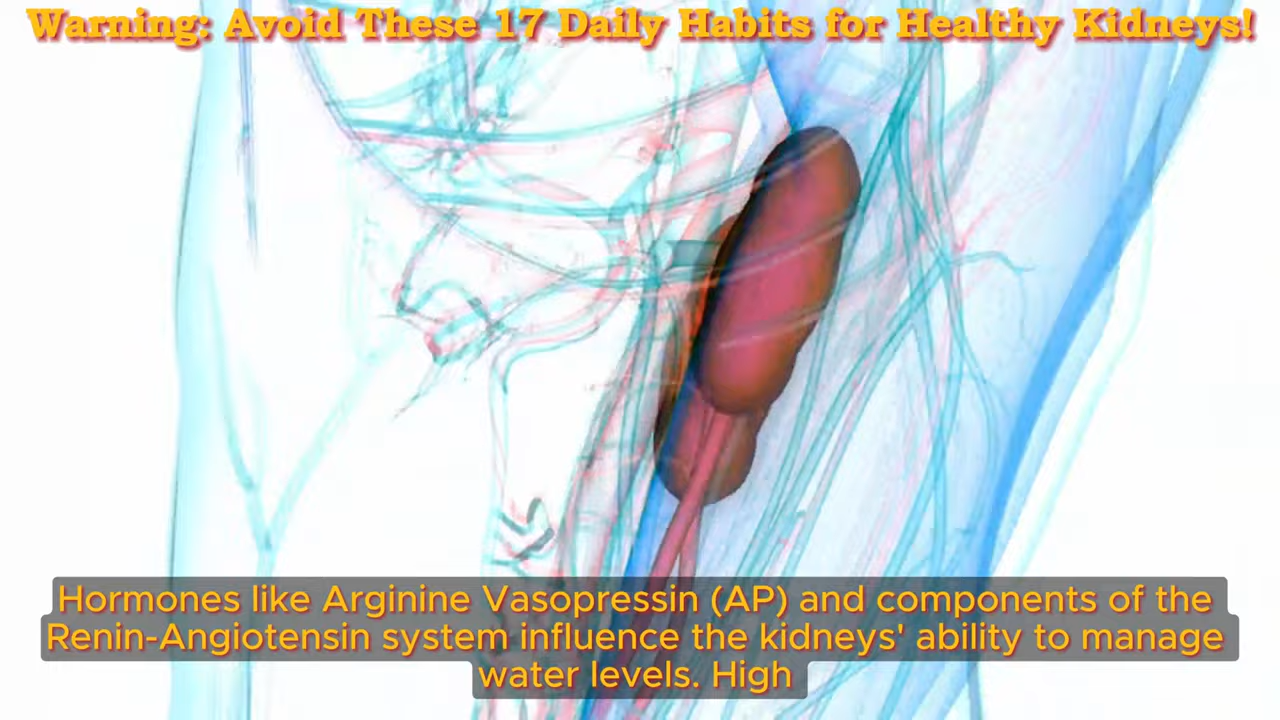 Warning: Avoid These 17 Daily Habits for Healthy Kidneys!
Hormones like Arginine Vasopressin (AP) and components of the
Renin-Angiotensin system influence the kidneys' ability to manage
water levels. High